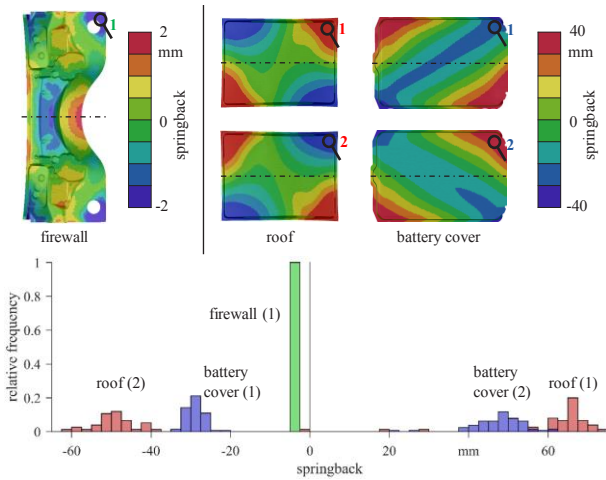 1
2
mm
0
springback
-2
firewall
1
1
2
2
roof
battery cover
40
mm
0
springback
-40
1
0.8
0.6
0.4
0.2
0
relative frequency
firewall (1)
roof (2)
battery
cover (1)
battery
cover (2)
roof (1)
-60
-40
-20
0
20
mm
60
springback